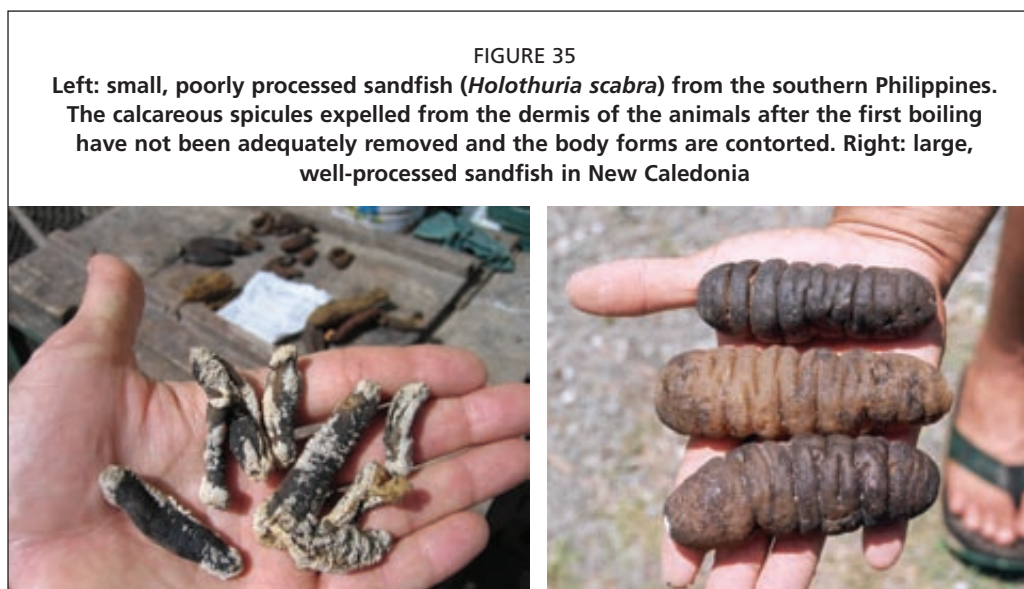 FIGURE 35
Left: small, poorly processed sandfish (Holothuria scabra) from the southern Philippines.
The calcareous spicules expelled from the dermis of the animals after the first boiling
have not been adequately removed and the body forms are contorted. Right: large,
well-processed sandfish in New Caledonia